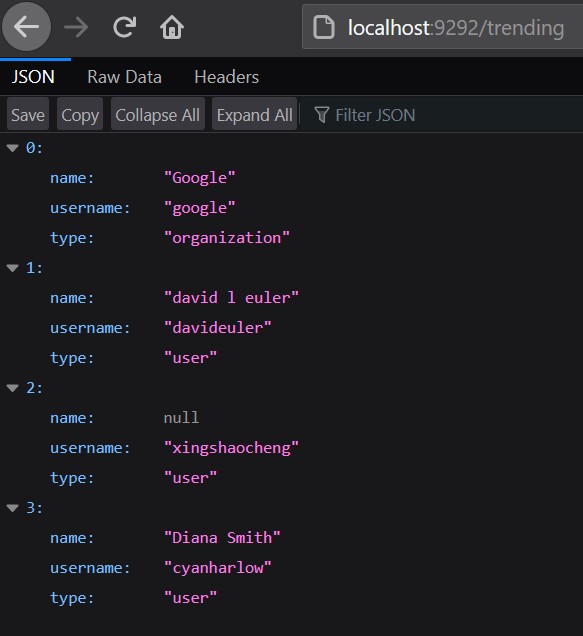 localhost:9292/trending
JSON Raw Data Headers
Save Copy Collapse All Expand All Filter JSON
0:
name: "Google"
username: "google"
type: "organization"
1:
name: "david l euler"
username: "davideuler"
type: "user"
2:
name: null
username: "xingshaocheng"
type: "user"
3:
name: "Diana Smith"
username: "cyanharlow"
type: "user"